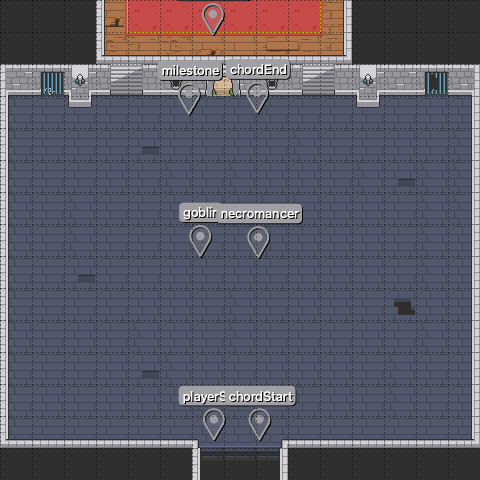 milestone
chordEnd
goblin
necromancer
playerS
chordStart